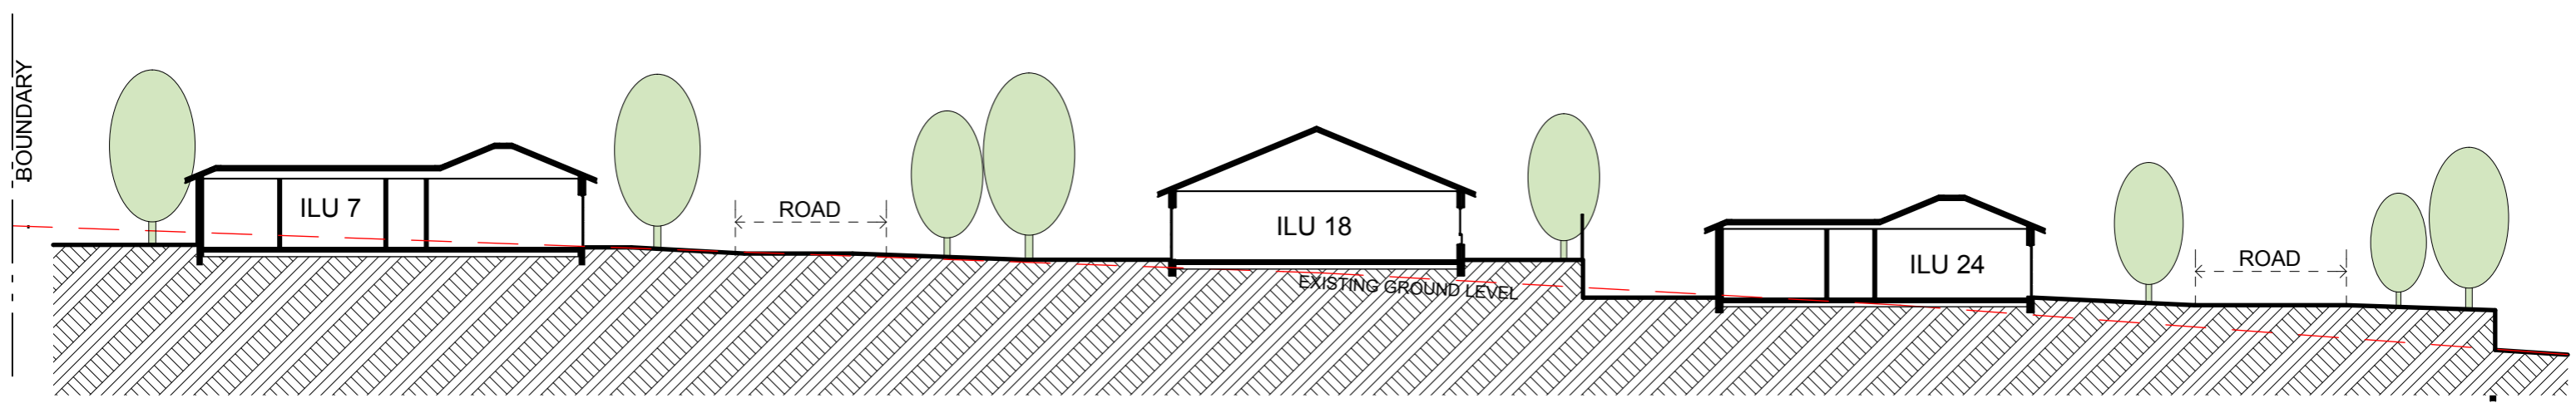 BOUNDARY
ILU 7
ROAD
ILU 18
EXISTING GROUND LEVEL
ILU 24
ROAD